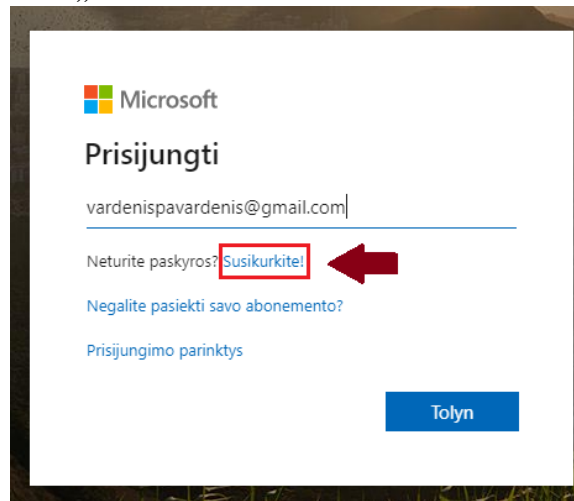 Microsoft
Prisijungti
vardenispavardenis@gmail.com
Neturite paskyros? Susikurkite!
Negalite pasiekti savo abonemento?
Prisijungimo parinktys
Tolyn